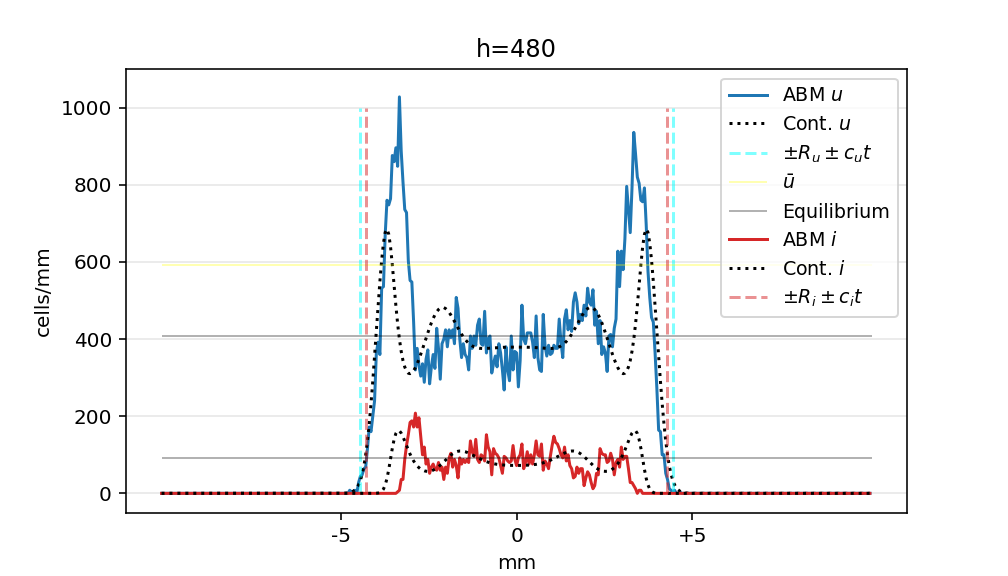 h=480
1000
800
600
400
200
0
cells/mm
-5
0
+5
mm
ABM u
Cont. u
±R_u ± c_u t
ū
Equilibrium
ABM i
Cont. i
±R_i ± c_i t